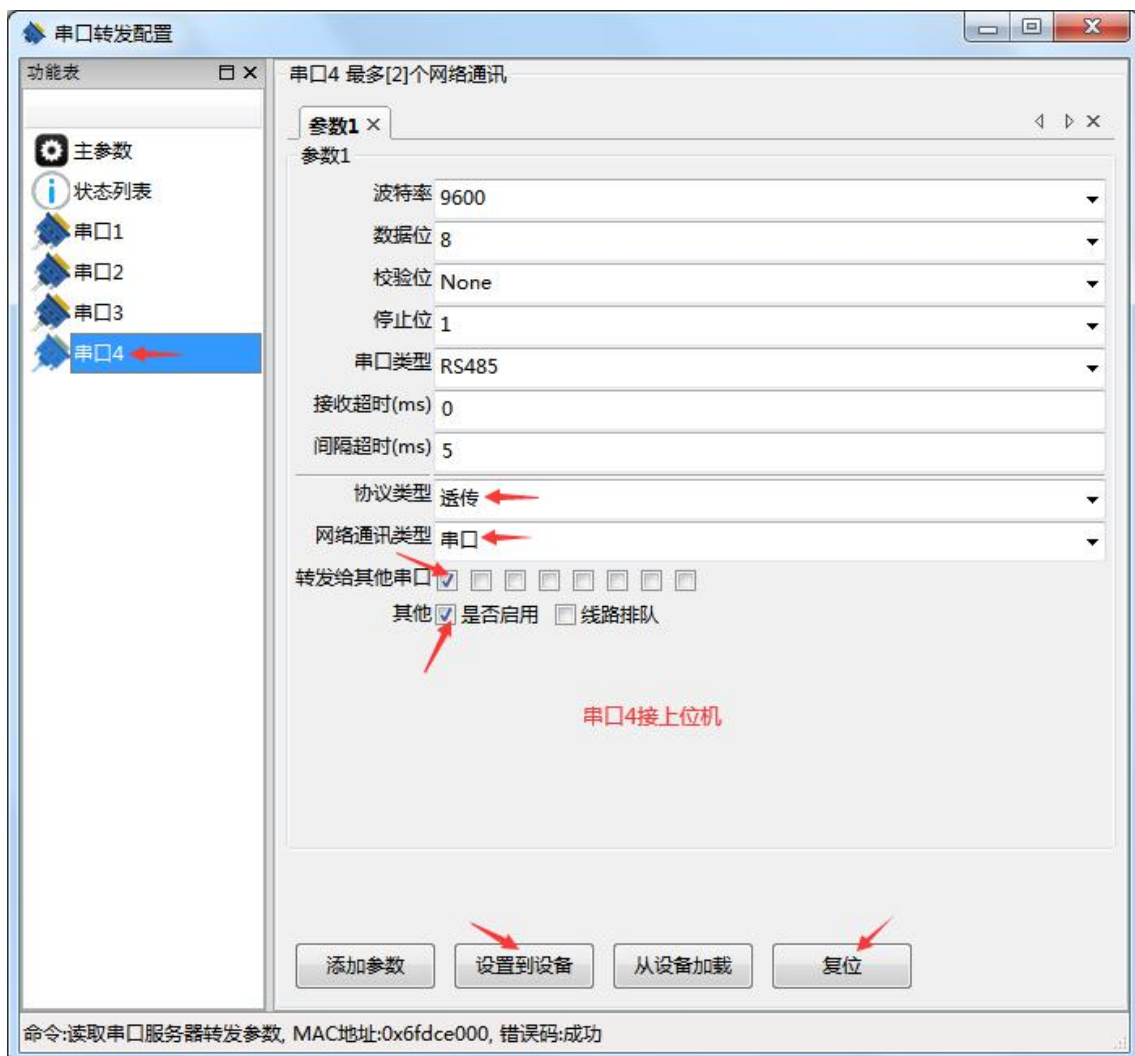 串口转发配置
功能表
主参数
状态列表
串口1
串口2
串口3
串口4
串口4 最多[2]个网络通讯
参数1
参数1
波特率 9600
数据位 8
校验位 None
停止位 1
串口类型 RS485
接收超时(ms) 0
间隔超时(ms) 5
协议类型 透传
网络通讯类型 串口
转发给其他串口
其他 是否启用 线路排队
串口4接上位机
添加参数 设置到设备 从设备加载 复位
命令:读取串口服务器转发参数, MAC地址:0x6fdce000, 错误码:成功